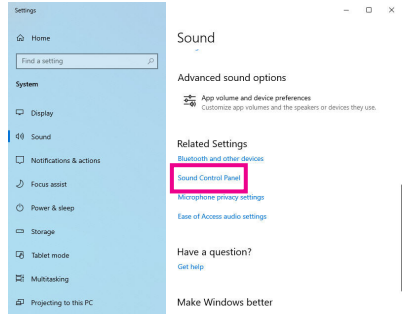 Settings
Home
Find a setting
System
Display
Sound
Notifications & actions
Focus assist
Power & sleep
Storage
Tablet mode
Multitasking
Projecting to this PC
Sound
Advanced sound options
App volume and device preferences
Customize app volumes and the speakers or devices they use.
Related Settings
Bluetooth and other devices
Sound Control Panel
Microphone privacy settings
Ease of Access audio settings
Have a question?
Get help
Make Windows better